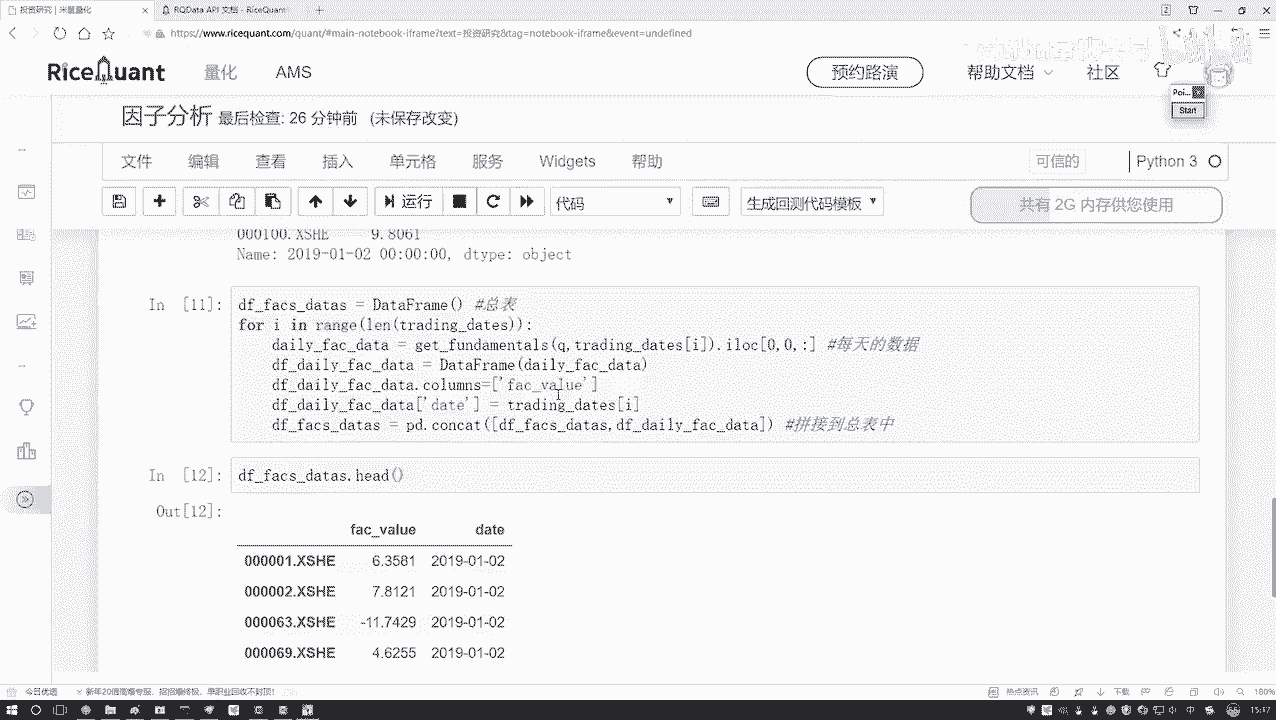 投资研究 | 米筐量化
RQData API 文档 - RiceQuant
https://www.ricequant.com/quant/#main-notebook-iframe?text=投资研究&tag=notebook-iframe&event=undefined
RiceQuant 量化 AMS 预约路演 帮助文档 社区
Poi...
Start
因子分析 最后检查: 26 分钟前 (未保存改变)
文件 编辑 查看 插入 单元格 服务 Widgets 帮助 可信的 Python 3
运行 代码 生成回测代码模板 共有 2G 内存供您使用
000100.XSHE 9.8061
Name: 2019-01-02 00:00:00, dtype: object
In [11]: df_facs_datas = DataFrame() #总表
for i in range(len(trading_dates)):
daily_fac_data = get_fundamentals(q,trading_dates[i]).iloc[0,0,:] #每天的数据
df_daily_fac_data = DataFrame(daily_fac_data)
df_daily_fac_data.columns=['fac_value']
df_daily_fac_data['date'] = trading_dates[i]
df_facs_datas = pd.concat([df_facs_datas,df_daily_fac_data]) #拼接到总表中
In [12]: df_facs_datas.head()
Out[12]:
fac_value date
000001.XSHE 6.3581 2019-01-02
000002.XSHE 7.8121 2019-01-02
000063.XSHE -11.7429 2019-01-02
000069.XSHE 4.6255 2019-01-02
今日优选 热点资讯 下载 180%
中 15:17